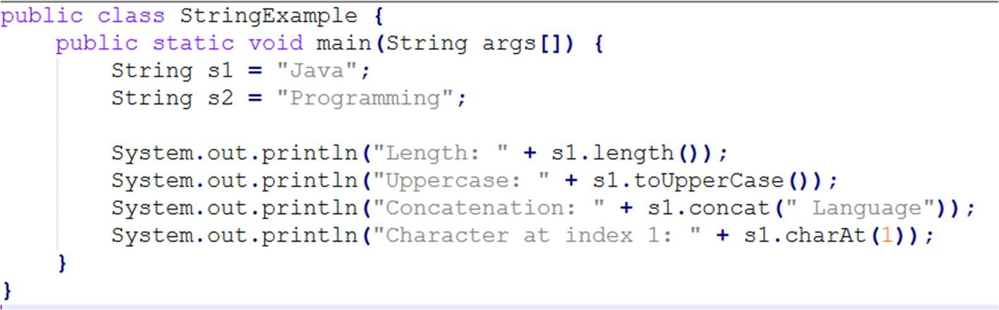 public class StringExample {
    public static void main(String args[]) {
        String s1 = "Java";
        String s2 = "Programming";

        System.out.println("Length: " + s1.length());
        System.out.println("Uppercase: " + s1.toUpperCase());
        System.out.println("Concatenation: " + s1.concat(" Language"));
        System.out.println("Character at index 1: " + s1.charAt(1));
    }
}